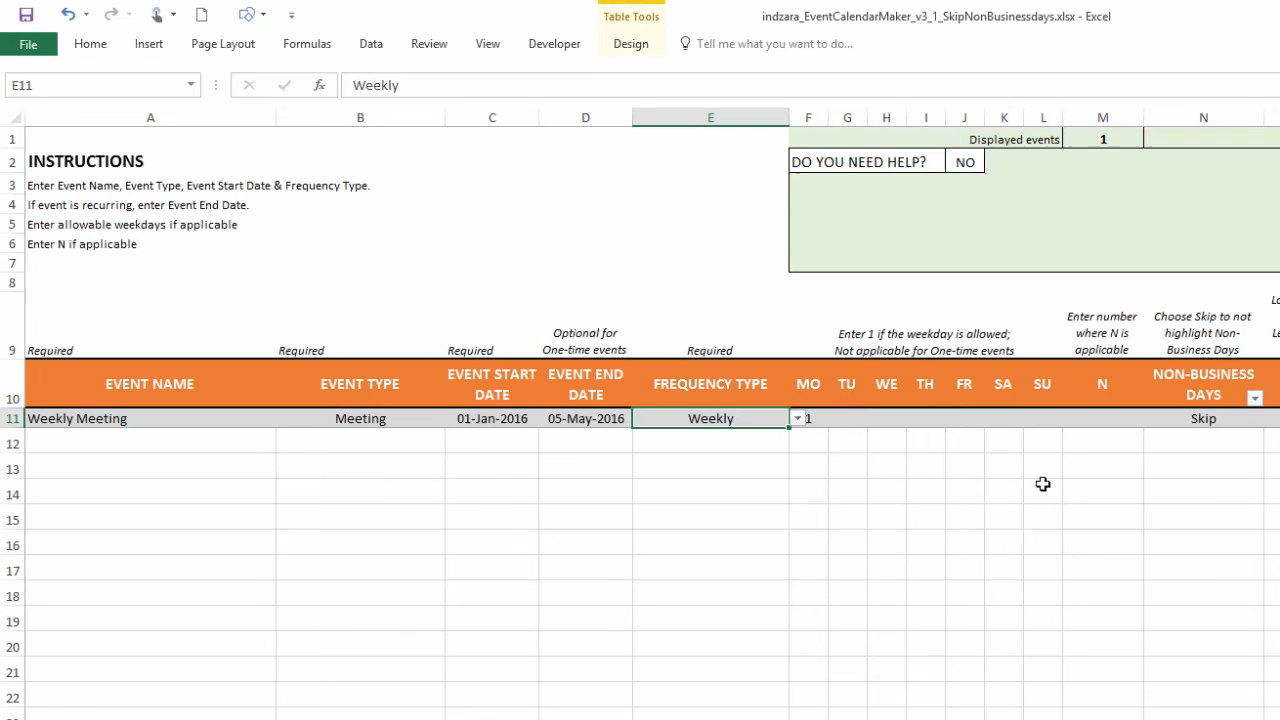 indzara_EventCalendarMaker_v3_1_SkipNonBusinessdays.xlsx - Excel
Table Tools
File Home Insert Page Layout Formulas Data Review View Developer Design Tell me what you want to do...
E11 fx Weekly
A B C D E F G H I J K L M N
1 Displayed events 1
2 INSTRUCTIONS DO YOU NEED HELP? NO
3 Enter Event Name, Event Type, Event Start Date & Frequency Type.
4 If event is recurring, enter Event End Date.
5 Enter allowable weekdays if applicable
6 Enter N if applicable
7
8
Enter number Choose Skip to not
Optional for Enter 1 if the weekday is allowed; where N is highlight Non-
9 Required Required Required One-time events Required Not applicable for One-time events applicable Business Days
EVENT START EVENT END NON-BUSINESS
EVENT NAME EVENT TYPE FREQUENCY TYPE MO TU WE TH FR SA SU N
10 DATE DATE DAYS
11 Weekly Meeting Meeting 01-Jan-2016 05-May-2016 Weekly 1 Skip
12
13
14
15
16
17
18
19
20
21
22